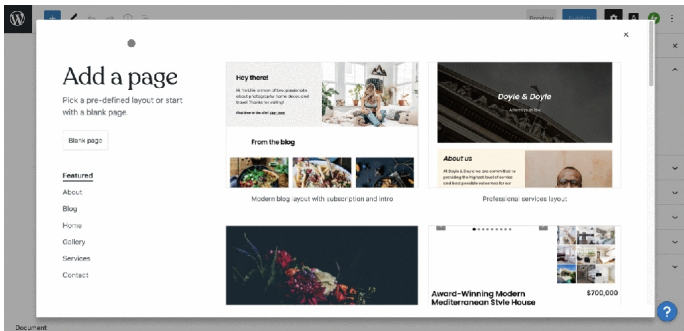 Preview
Add a page
Pick a pre-defined layout or start
with a blank page.
Blank page
Featured
About
Blog
Home
Gallery
Services
Contact
Hey there!
From the blog
Modern blog layout with subscription and intro
Doyle & Doyle
About us
Professional services layout
Award-Winning Modern
Mediterranean Style House
$700,000
?
Document